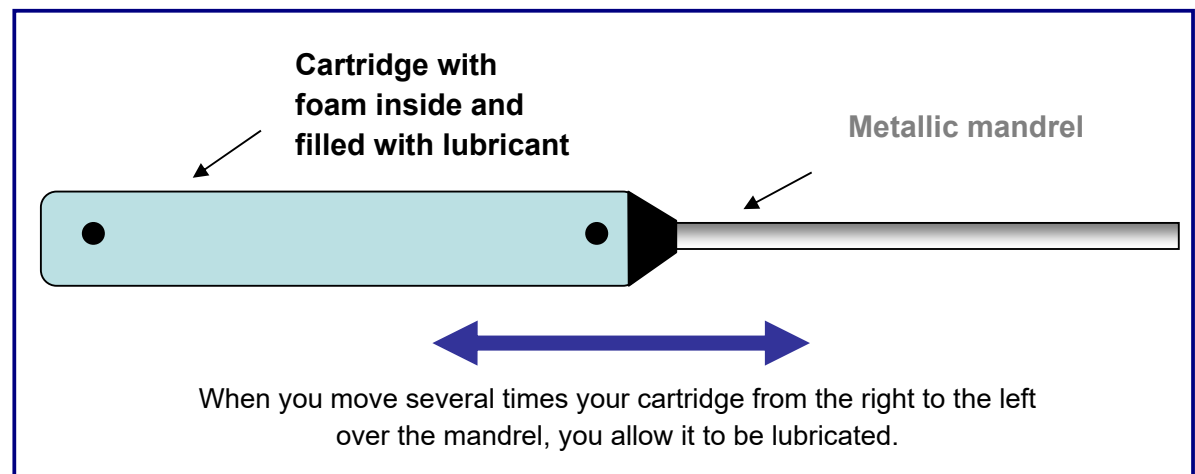 Cartridge with
foam inside and
filled with lubricant
Metallic mandrel
When you move several times your cartridge from the right to the left
over the mandrel, you allow it to be lubricated.